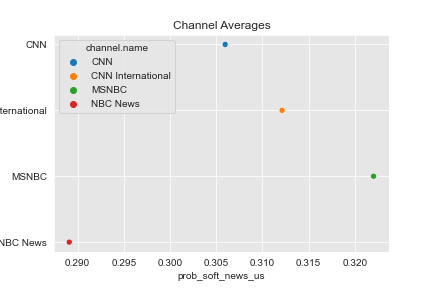 Channel Averages
CNN
ternational
MSNBC
NBC News
channel.name
CNN
CNN International
MSNBC
NBC News
0.290 0.295 0.300 0.305 0.310 0.315 0.320
prob_soft_news_us